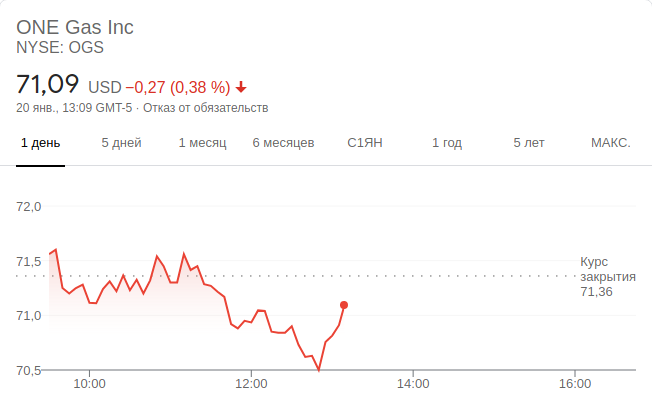 ONE Gas Inc
NYSE: OGS
71,09 USD −0,27 (0,38 %)
20 янв., 13:09 GMT-5 · Отказ от обязательств
1 день 5 дней 1 месяц 6 месяцев С1ЯН 1 год 5 лет МАКС.
72,0
71,5
71,0
70,5
Курс
закрытия
71,36
10:00 12:00 14:00 16:00